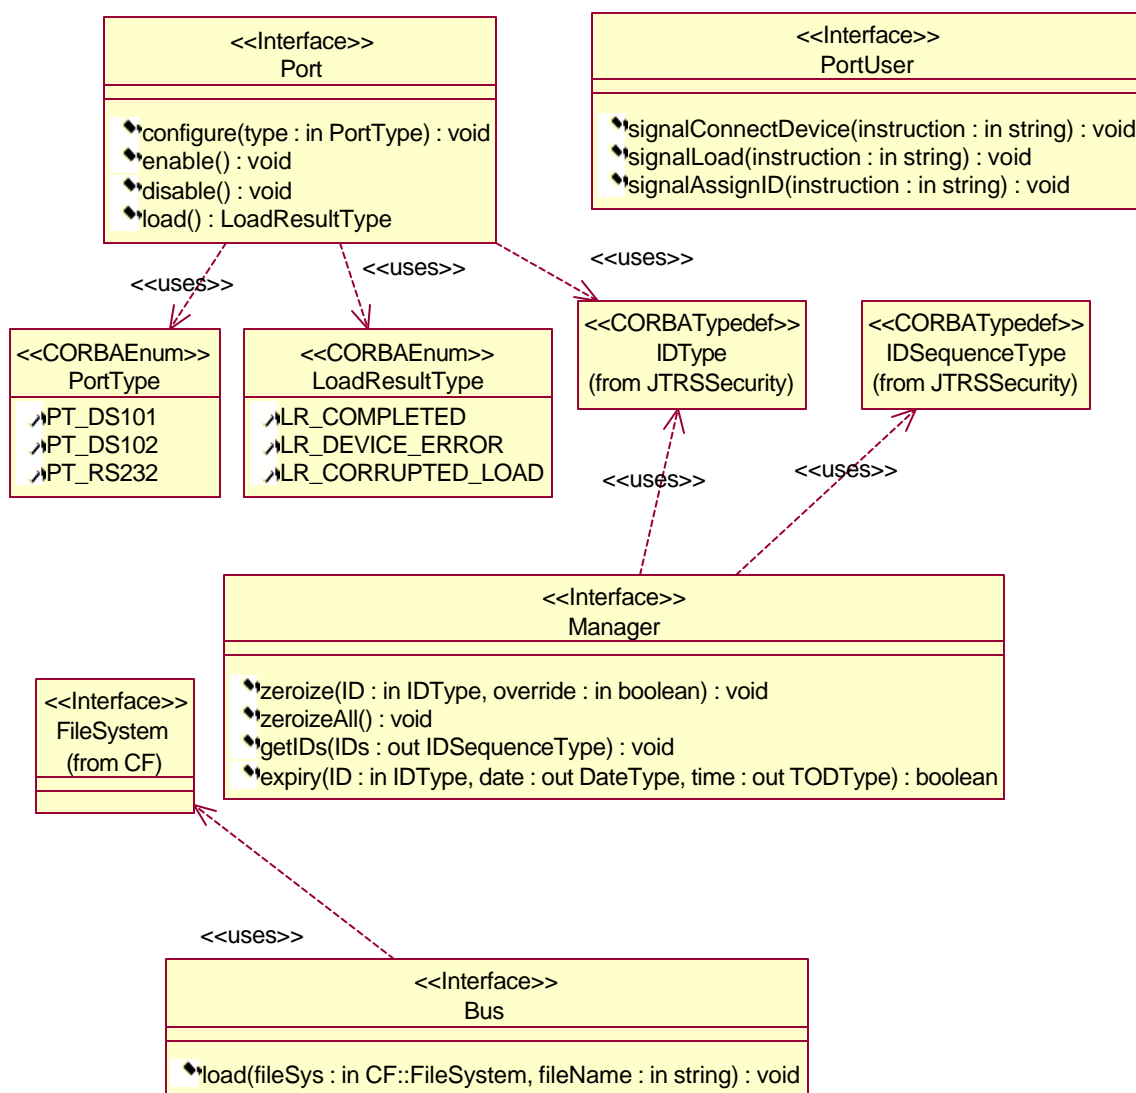 <<Interface>>
Port
configure(type : in PortType) : void
enable() : void
disable() : void
load() : LoadResultType
<<Interface>>
PortUser
signalConnectDevice(instruction : in string) : void
signalLoad(instruction : in string) : void
signalAssignID(instruction : in string) : void
<<uses>>
<<uses>>
<<uses>>
<<CORBAEnum>>
PortType
PT_DS101
PT_DS102
PT_RS232
<<CORBAEnum>>
LoadResultType
LR_COMPLETED
LR_DEVICE_ERROR
LR_CORRUPTED_LOAD
<<CORBATypedef>>
IDType
(from JTRSSecurity)
<<CORBATypedef>>
IDSequenceType
(from JTRSSecurity)
<<uses>>
<<uses>>
<<Interface>>
Manager
zeroize(ID : in IDType, override : in boolean) : void
zeroizeAll() : void
getIDs(IDs : out IDSequenceType) : void
expiry(ID : in IDType, date : out DateType, time : out TODType) : boolean
<<Interface>>
FileSystem
(from CF)
<<uses>>
<<Interface>>
Bus
load(fileSys : in CF::FileSystem, fileName : in string) : void